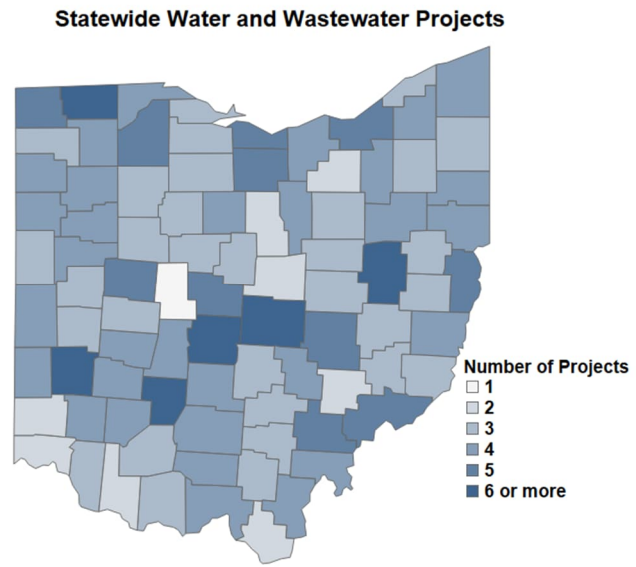 Statewide Water and Wastewater Projects
Number of Projects
1
2
3
4
5
6 or more